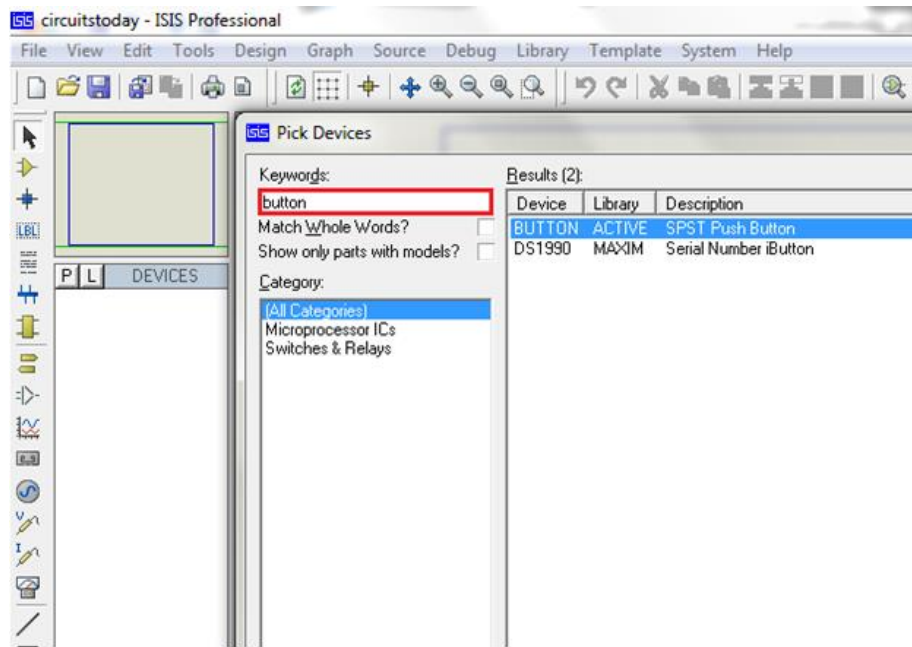 isis circuitstoday - ISIS Professional
File View Edit Tools Design Graph Source Debug Library Template System Help
isis Pick Devices
Keywords:
button
Match Whole Words?
Show only parts with models?
Category:
(All Categories)
Microprocessor ICs
Switches & Relays
Results (2):
Device Library Description
BUTTON ACTIVE SPST Push Button
DS1990 MAXIM Serial Number iButton
P L DEVICES
LBL
V
I